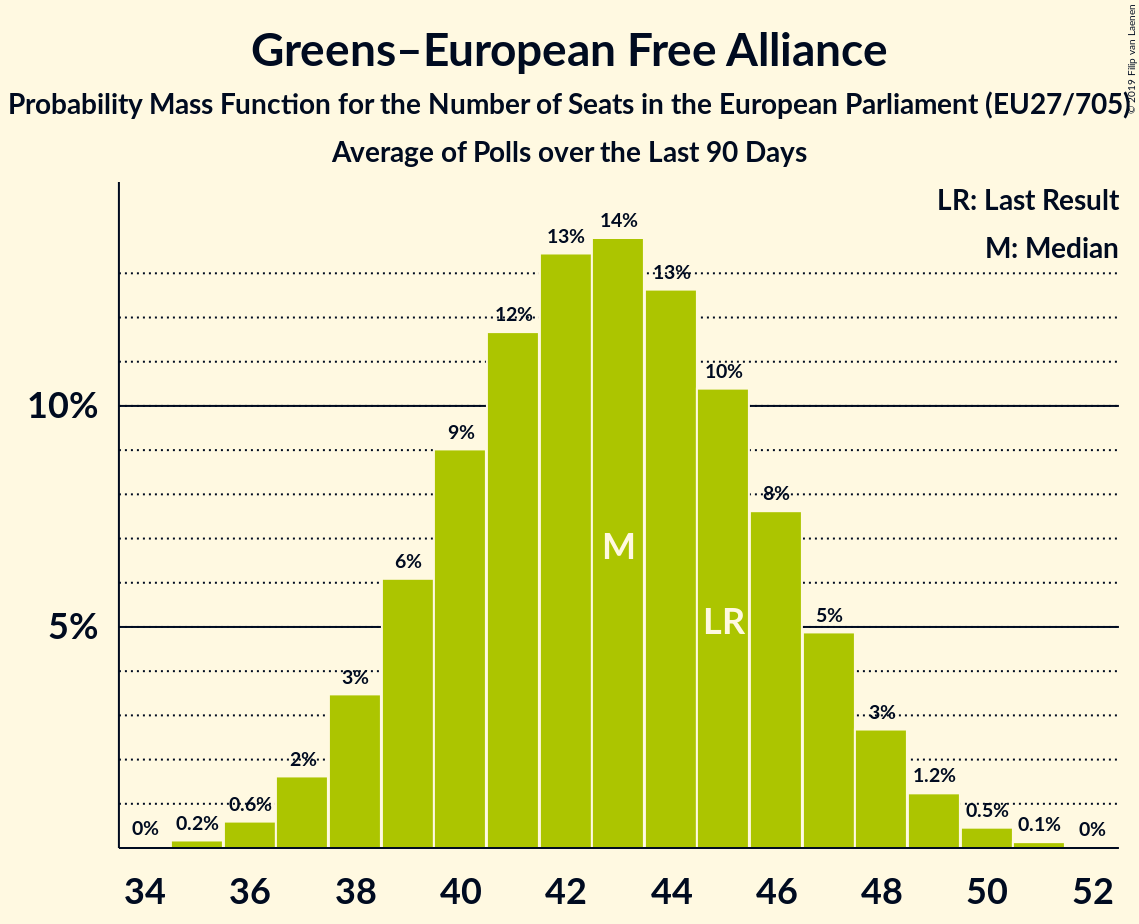 Greens–European Free Alliance
Probability Mass Function for the Number of Seats in the European Parliament (EU27/705)
Average of Polls over the Last 90 Days
© 2019 Filip van Laenen
LR: Last Result
M: Median
10%
5%
0%
0.2%
0.6%
2%
3%
6%
9%
12%
13%
14%
13%
10%
8%
5%
3%
1.2%
0.5%
0.1%
0%
M
LR
34 36 38 40 42 44 46 48 50 52